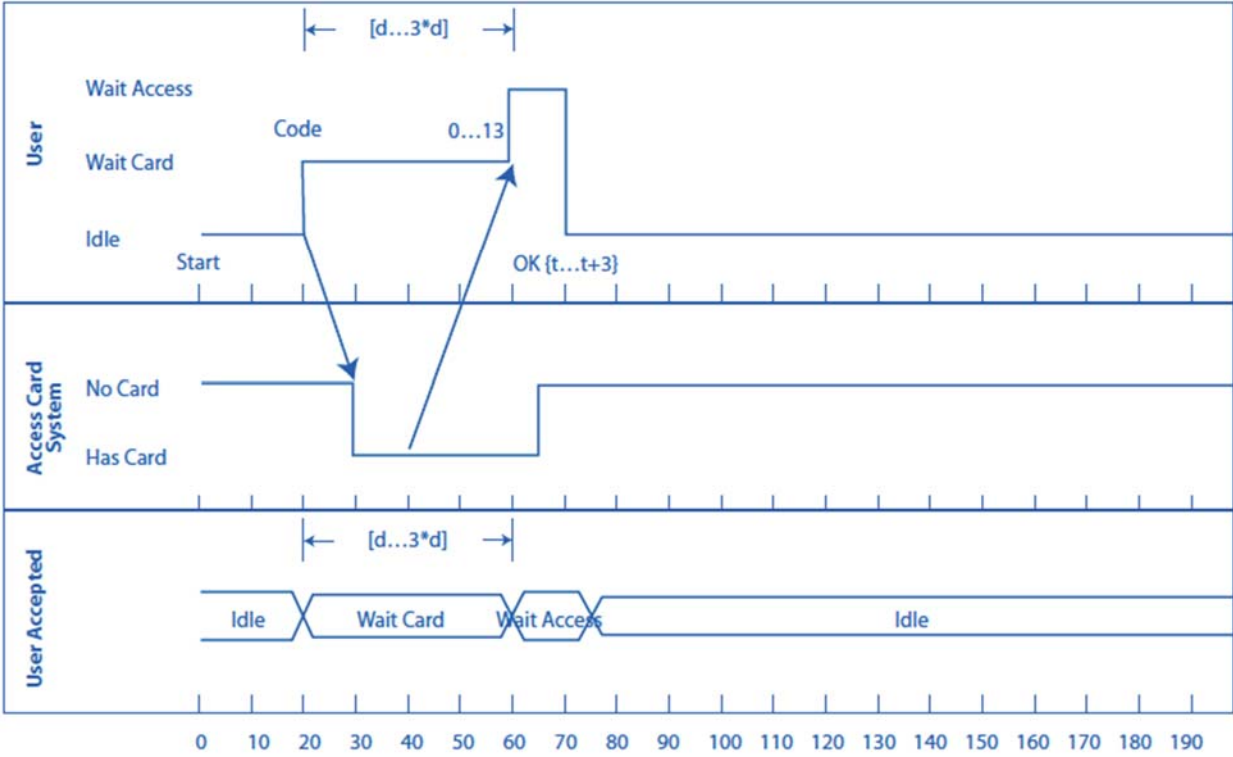 [d...3*d]
Wait Access
Code
0...13
User
Wait Card
Idle
Start
OK {t...t+3}
Access Card
System
No Card
Has Card
[d...3*d]
User Accepted
Idle
Wait Card
Wait Access
Idle
0 10 20 30 40 50 60 70 80 90 100 110 120 130 140 150 160 170 180 190